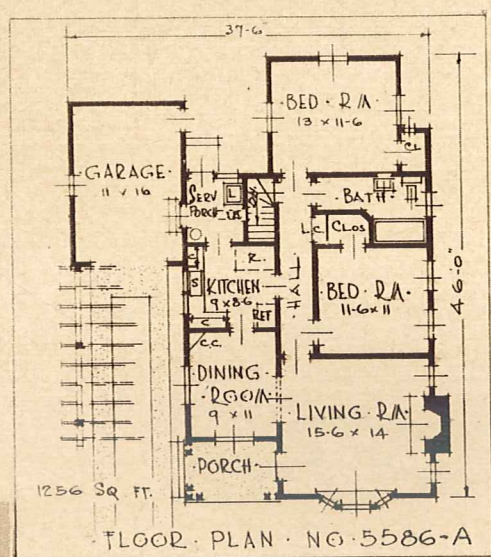 37-6"
BED · RM
13 x 11-6
CL
GARAGE
11 x 16
SERV
PORCH
L
BATH
L.C.
CLOS
C
S
R.
KITCHEN
9 x 8-6
C
REF
HALL
BED · RM
11-6 x 11
46-0"
C.C.
DINING
ROOM
9 x 11
LIVING · RM
15-6 x 14
PORCH
1256 SQ FT.
FLOOR · PLAN · NO · 5586-A